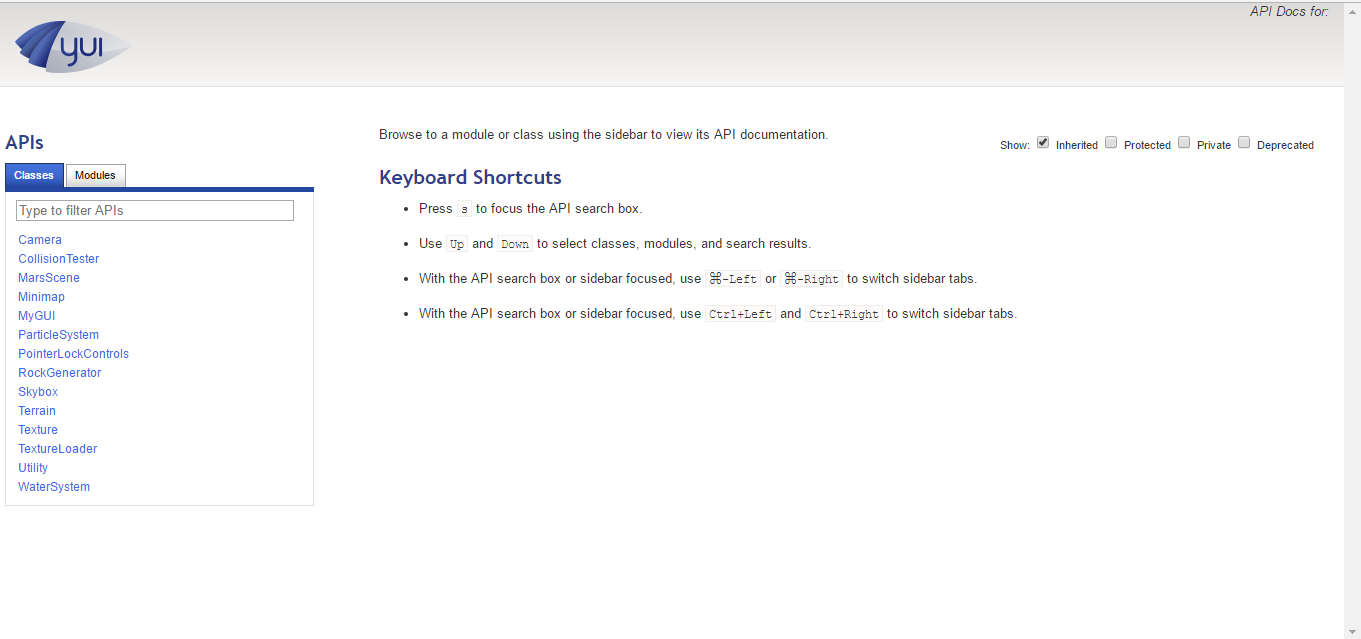 API Docs for:
yui
APIs
Classes Modules
Type to filter APIs
Camera
CollisionTester
MarsScene
Minimap
MyGUI
ParticleSystem
PointerLockControls
RockGenerator
Skybox
Terrain
Texture
TextureLoader
Utility
WaterSystem
Browse to a module or class using the sidebar to view its API documentation.
Show: Inherited Protected Private Deprecated
Keyboard Shortcuts
• Press s to focus the API search box.
• Use Up and Down to select classes, modules, and search results.
• With the API search box or sidebar focused, use ⌘-Left or ⌘-Right to switch sidebar tabs.
• With the API search box or sidebar focused, use Ctrl+Left and Ctrl+Right to switch sidebar tabs.